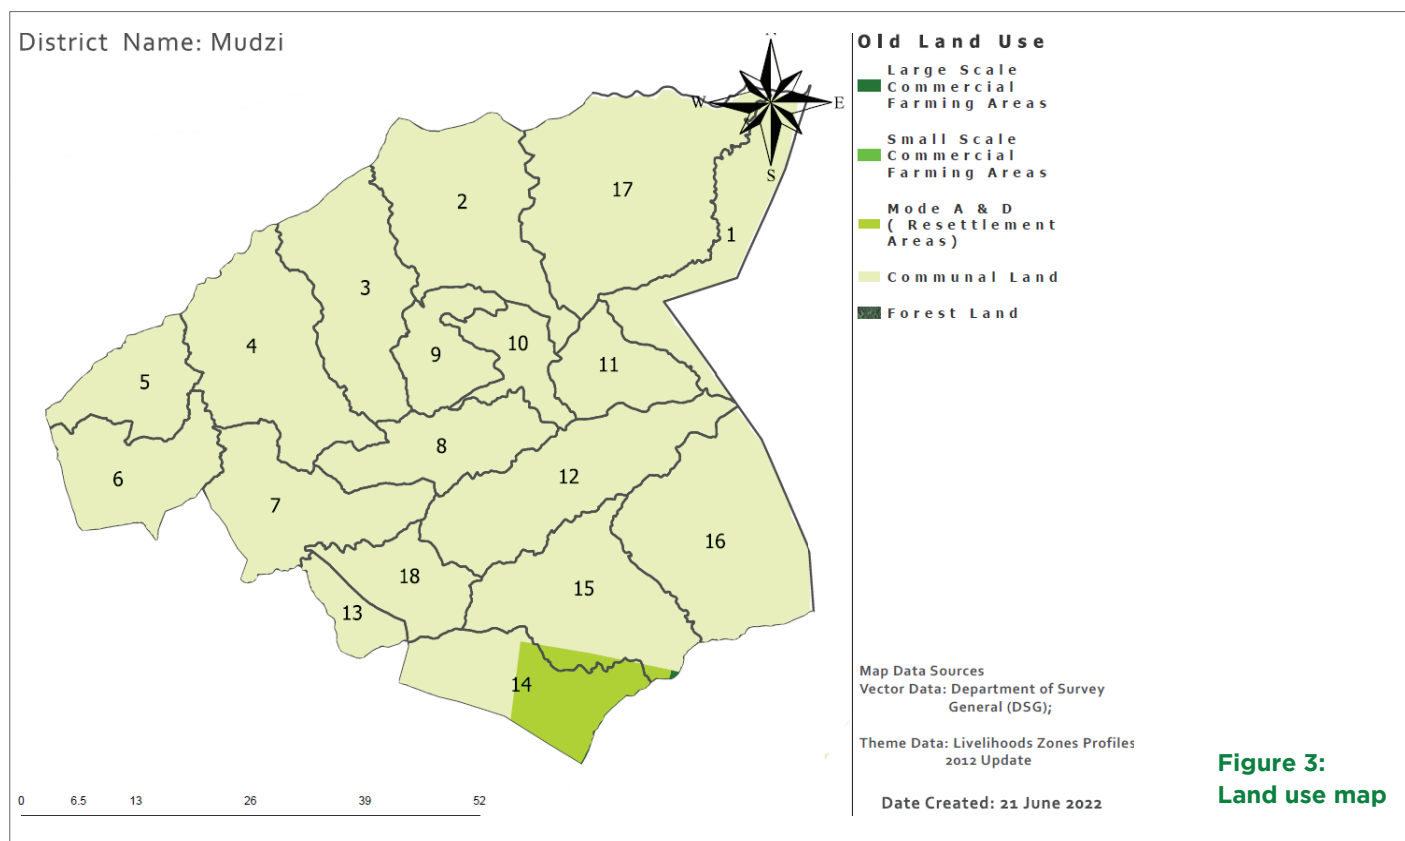 District Name: Mudzi
N
W
E
S
17
2
1
3
4
10
9
11
5
8
12
6
7
16
18
15
13
14
0 6.5 13 26 39 52
Old Land Use
Large Scale
Commercial
Farming Areas
Small Scale
Commercial
Farming Areas
Mode A & D
( Resettlement
Areas)
Communal Land
Forest Land
Map Data Sources
Vector Data: Department of Survey
General (DSG);
Theme Data: Livelihoods Zones Profiles
2012 Update
Date Created: 21 June 2022
Figure 3:
Land use map